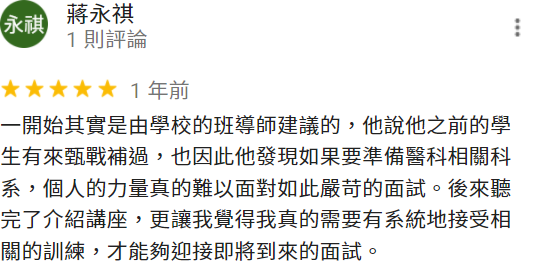 永祺
蔣永祺
1 則評論
1 年前
一開始其實是由學校的班導師建議的，他說他之前的學
生有來甄戰補過，也因此他發現如果要準備醫科相關科
系，個人的力量真的難以面對如此嚴苛的面試。後來聽
完了介紹講座，更讓我覺得我真的需要有系統地接受相
關的訓練，才能夠迎接即將到來的面試。